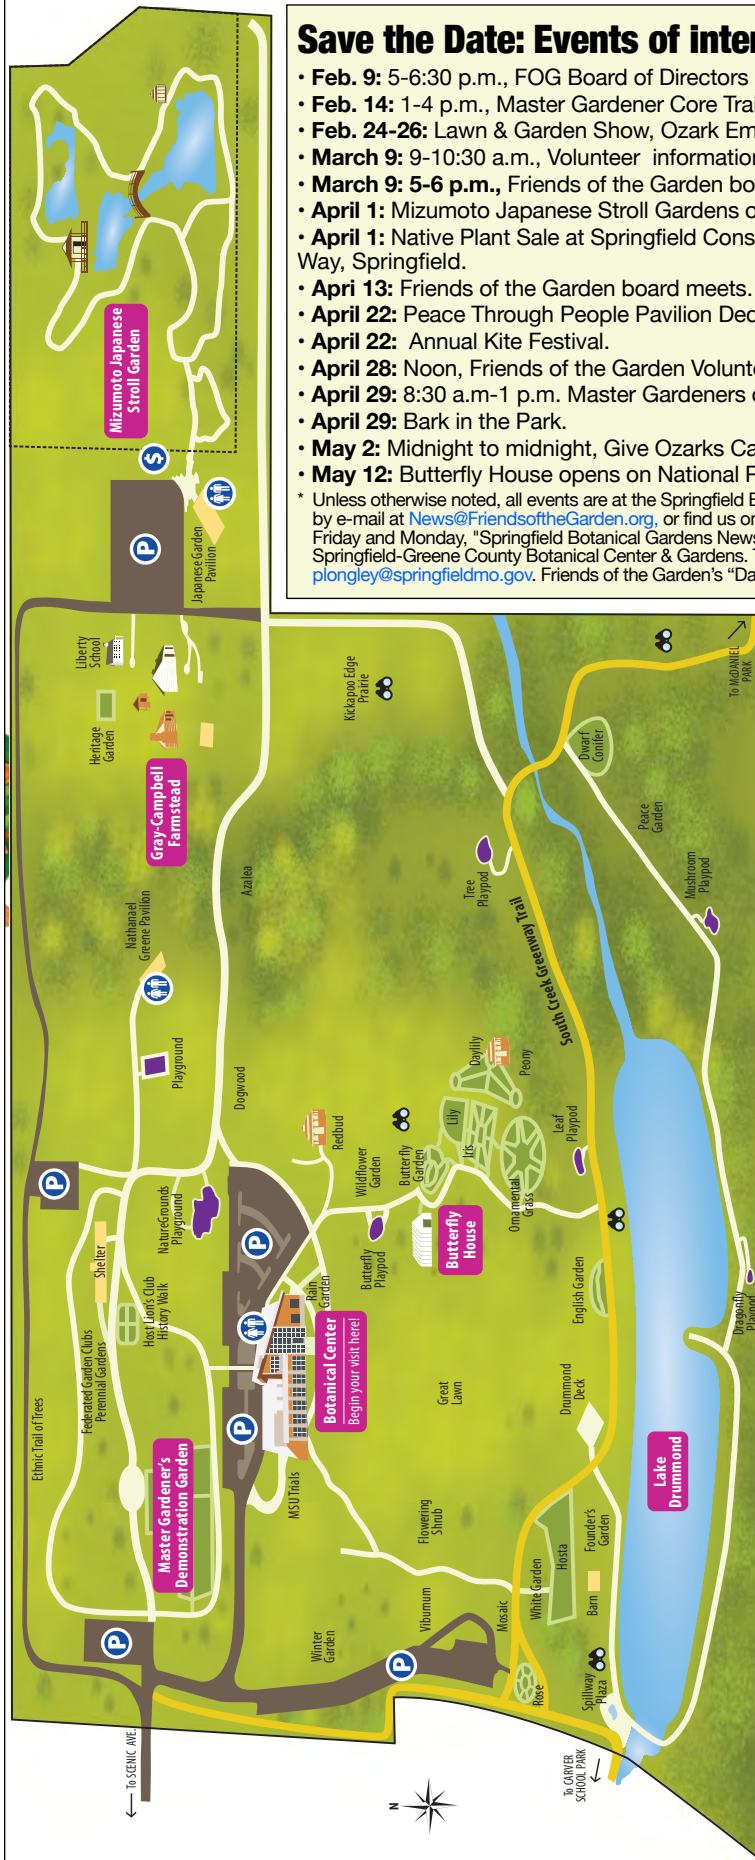 Save the Date: Events of inter
• Feb. 9: 5-6:30 p.m., FOG Board of Directors
• Feb. 14: 1-4 p.m., Master Gardener Core Trai
• Feb. 24-26: Lawn & Garden Show, Ozark Em
• March 9: 9-10:30 a.m., Volunteer information
• March 9: 5-6 p.m., Friends of the Garden boa
• April 1: Mizumoto Japanese Stroll Gardens o
• April 1: Native Plant Sale at Springfield Cons
Way, Springfield.
• Apri 13: Friends of the Garden board meets.
• April 22: Peace Through People Pavilion Dec
• April 22: Annual Kite Festival.
• April 28: Noon, Friends of the Garden Volunte
• April 29: 8:30 a.m-1 p.m. Master Gardeners o
• April 29: Bark in the Park.
• May 2: Midnight to midnight, Give Ozarks Ca
• May 12: Butterfly House opens on National P
* Unless otherwise noted, all events are at the Springfield B
by e-mail at News@FriendsoftheGarden.org, or find us on
Friday and Monday, "Springfield Botanical Gardens News
Springfield-Greene County Botanical Center & Gardens. T
plongley@springfieldmo.gov. Friends of the Garden's "Da
Mizumoto Japanese
Stroll Garden
$
P
Japanese Garden
Pavilion
Liberty
School
Heritage
Garden
Gray-Campbell
Farmstead
Kickapoo Edge
Prairie
To McDANIEL
PARK
Dwarf
Conifer
Peace
Garden
Mushroom
Playpod
Tree
Playpod
South Creek Greenway Trail
Azalea
Nathanael
Greene Pavilion
Playground
Dogwood
Redbud
Daylily
Peony
Lily
Iris
Leaf
Playpod
Ornamental
Grass
Butterfly
Garden
Wildflower
Garden
Butterfly
House
Butterfly
Playpod
P
NatureGrounds
Playground
P
Shelter
Host Lion's Club
History Walk
Federated Garden Clubs
Perennial Gardens
Ethnic Trail of Trees
Rain
Garden
Botanical Center
Begin your visit here!
P
English Garden
Dragonfly
Playpod
Great
Lawn
Drummond
Deck
Lake
Drummond
Master Gardener's
Demonstration Garden
MSU Trials
Flowering
Shrub
Founder's
Garden
Hosta
White Garden
Barn
Mosaic
Viburnum
Winter
Garden
P
P
Rose
Spillway
Plaza
To SCENIC AVE.
To CARVER
SCHOOL PARK
N